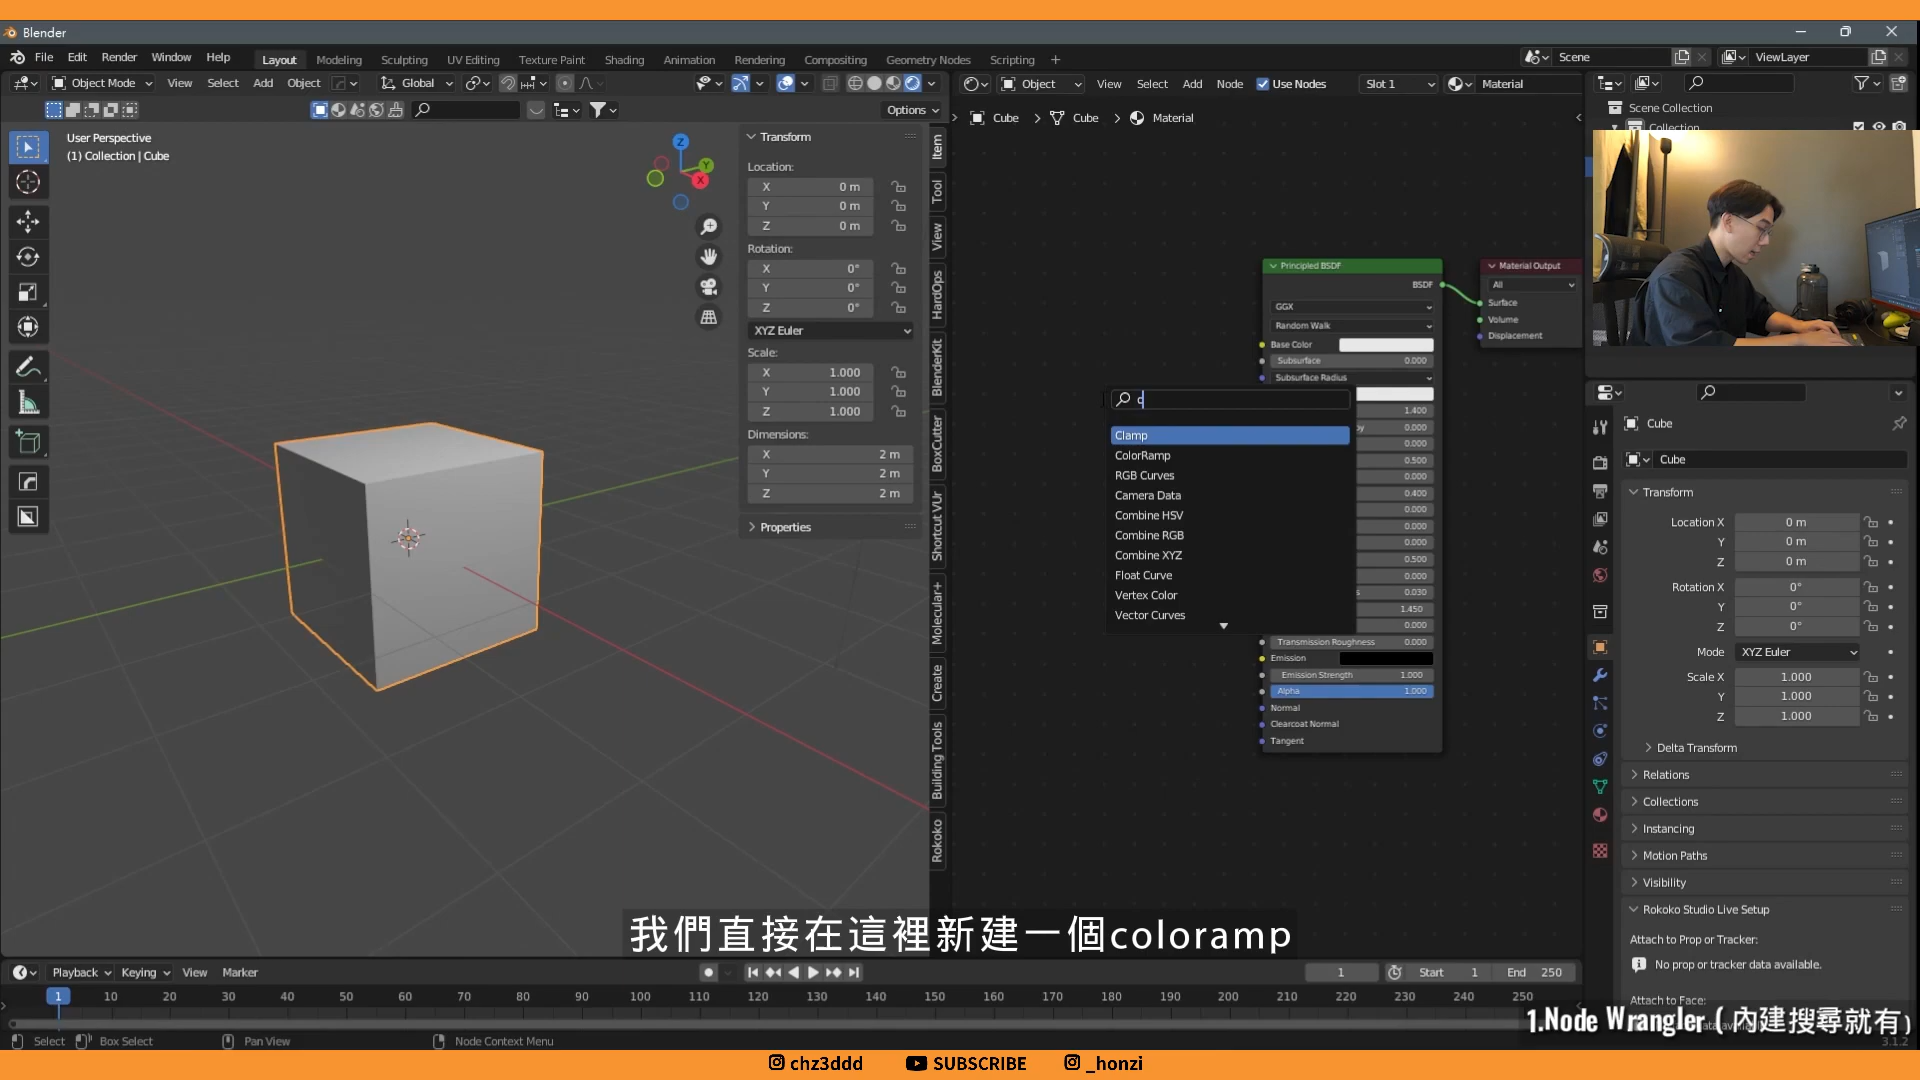 Blender
File Edit Render Window Help Layout Modeling Sculpting UV Editing Texture Paint Shading Animation Rendering Compositing Geometry Nodes Scripting + Scene ViewLayer
Object Mode View Select Add Object Global Object View Select Add Node Use Nodes Slot 1 Material
Options
User Perspective
(1) Collection | Cube
Z
Y
X
Transform
Location:
X 0 m
Y 0 m
Z 0 m
Rotation:
X 0°
Y 0°
Z 0°
XYZ Euler
Scale:
X 1.000
Y 1.000
Z 1.000
Dimensions:
X 2 m
Y 2 m
Z 2 m
Properties
Item
Tool
View
HardOps
BlenderKit
BoxCutter
Shortcut VUr
Molecular+
Create
Building Tools
Rokoko
Cube > Cube > Material
Principled BSDF
BSDF
GGX
Random Walk
Base Color
Subsurface 0.000
Subsurface Radius
1.400
0.000
0.000
0.500
0.000
0.400
0.000
0.000
0.000
0.500
0.000
0.030
1.450
0.000
Transmission Roughness 0.000
Emission
Emission Strength 1.000
Alpha 1.000
Normal
Clearcoat Normal
Tangent
Material Output
All
Surface
Volume
Displacement
c
Clamp
ColorRamp
RGB Curves
Camera Data
Combine HSV
Combine RGB
Combine XYZ
Float Curve
Vertex Color
Vector Curves
Scene Collection
Collection
Cube
Cube
Transform
Location X 0 m
Y 0 m
Z 0 m
Rotation X 0°
Y 0°
Z 0°
Mode XYZ Euler
Scale X 1.000
Y 1.000
Z 1.000
Delta Transform
Relations
Collections
Instancing
Motion Paths
Visibility
Rokoko Studio Live Setup
Attach to Prop or Tracker:
No prop or tracker data available.
Attach to Face:
我們直接在這裡新建一個coloramp
Playback Keying View Marker 1 Start 1 End 250
1 10 20 30 40 50 60 70 80 90 100 110 120 130 140 150 160 170 180 190 200 210 220 230 240 250
1.Node Wrangler ( 內建搜尋就有)
Select Box Select Pan View Node Context Menu 3.1.2
chz3ddd SUBSCRIBE _honzi